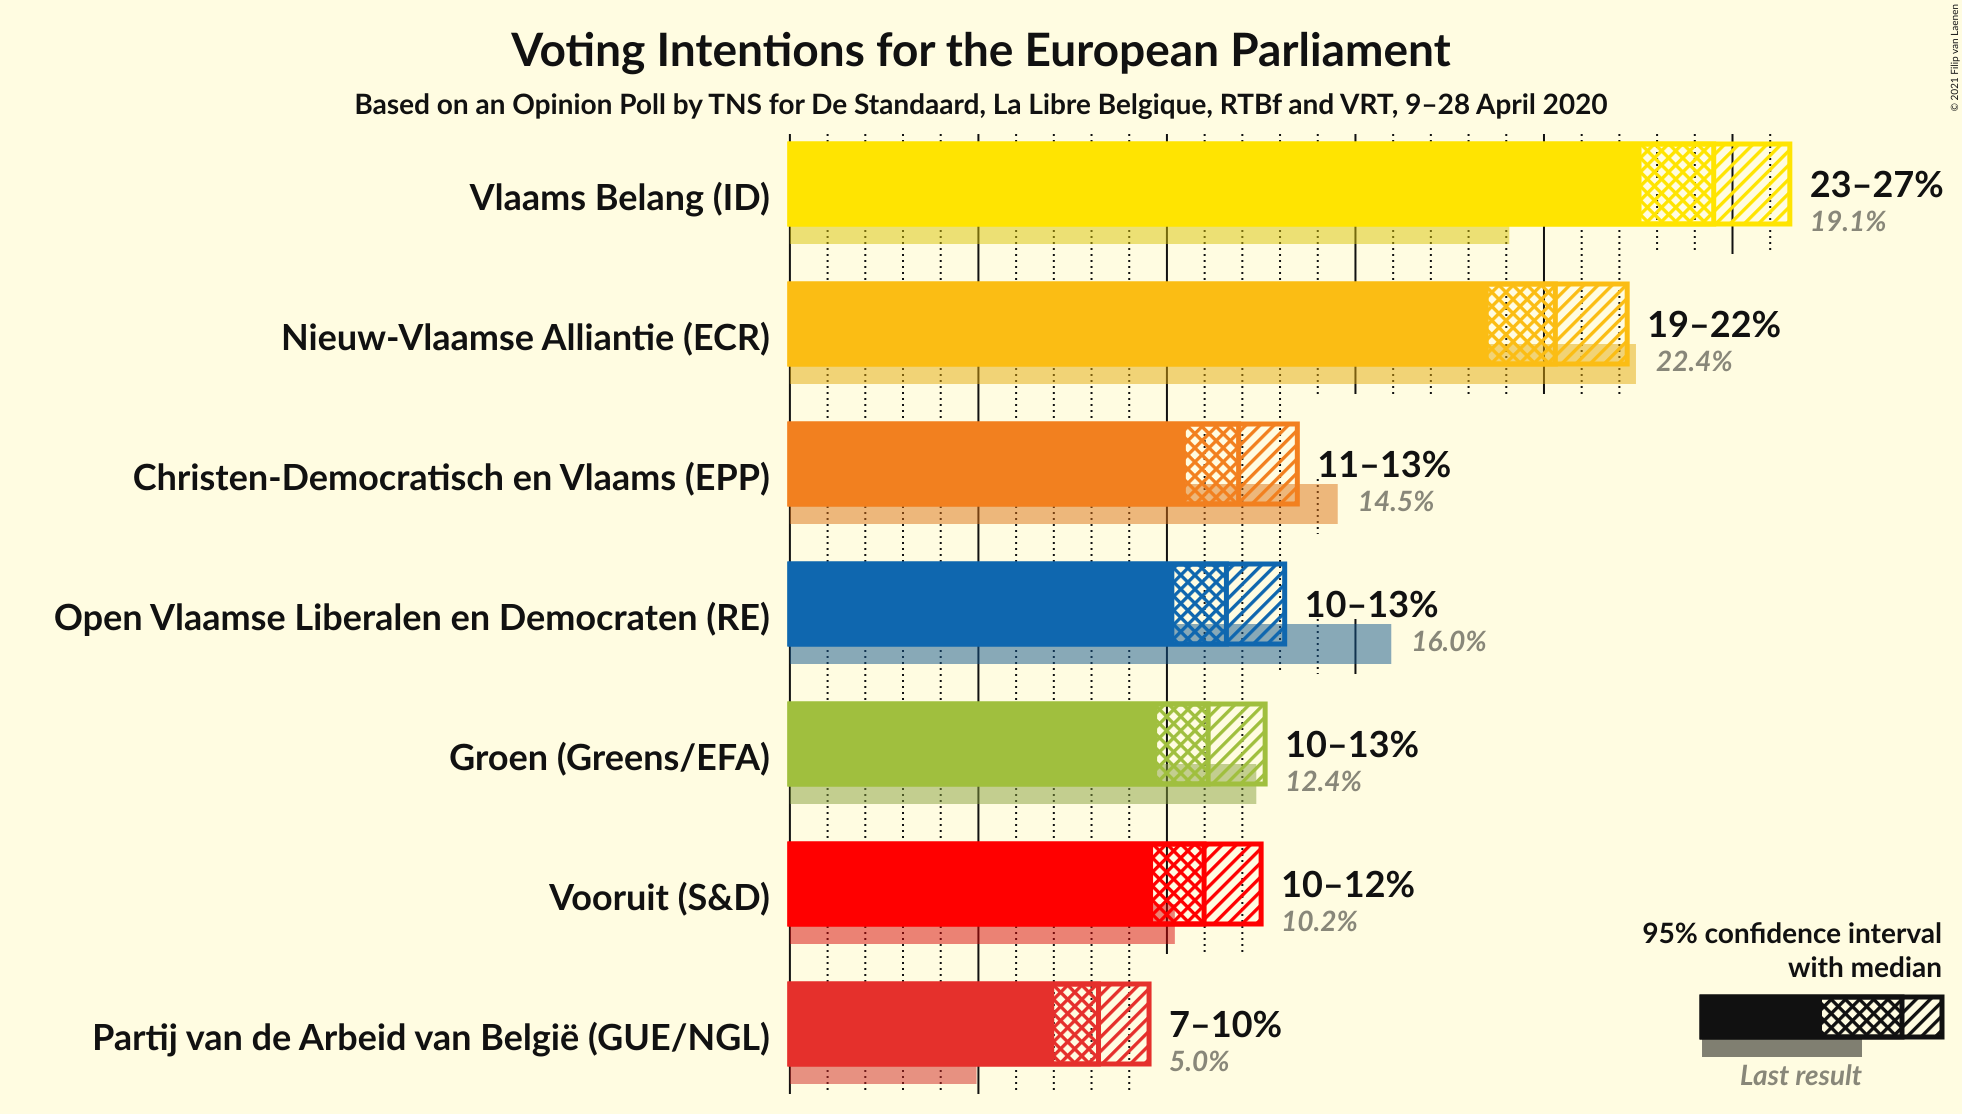 Voting Intentions for the European Parliament
Based on an Opinion Poll by TNS for De Standaard, La Libre Belgique, RTBf and VRT, 9–28 April 2020
© 2021 Filip van Laenen
Vlaams Belang (ID)
23–27%
19.1%
Nieuw-Vlaamse Alliantie (ECR)
19–22%
22.4%
Christen-Democratisch en Vlaams (EPP)
11–13%
14.5%
Open Vlaamse Liberalen en Democraten (RE)
10–13%
16.0%
Groen (Greens/EFA)
10–13%
12.4%
Vooruit (S&D)
10–12%
10.2%
Partij van de Arbeid van België (GUE/NGL)
7–10%
5.0%
95% confidence interval
with median
Last result